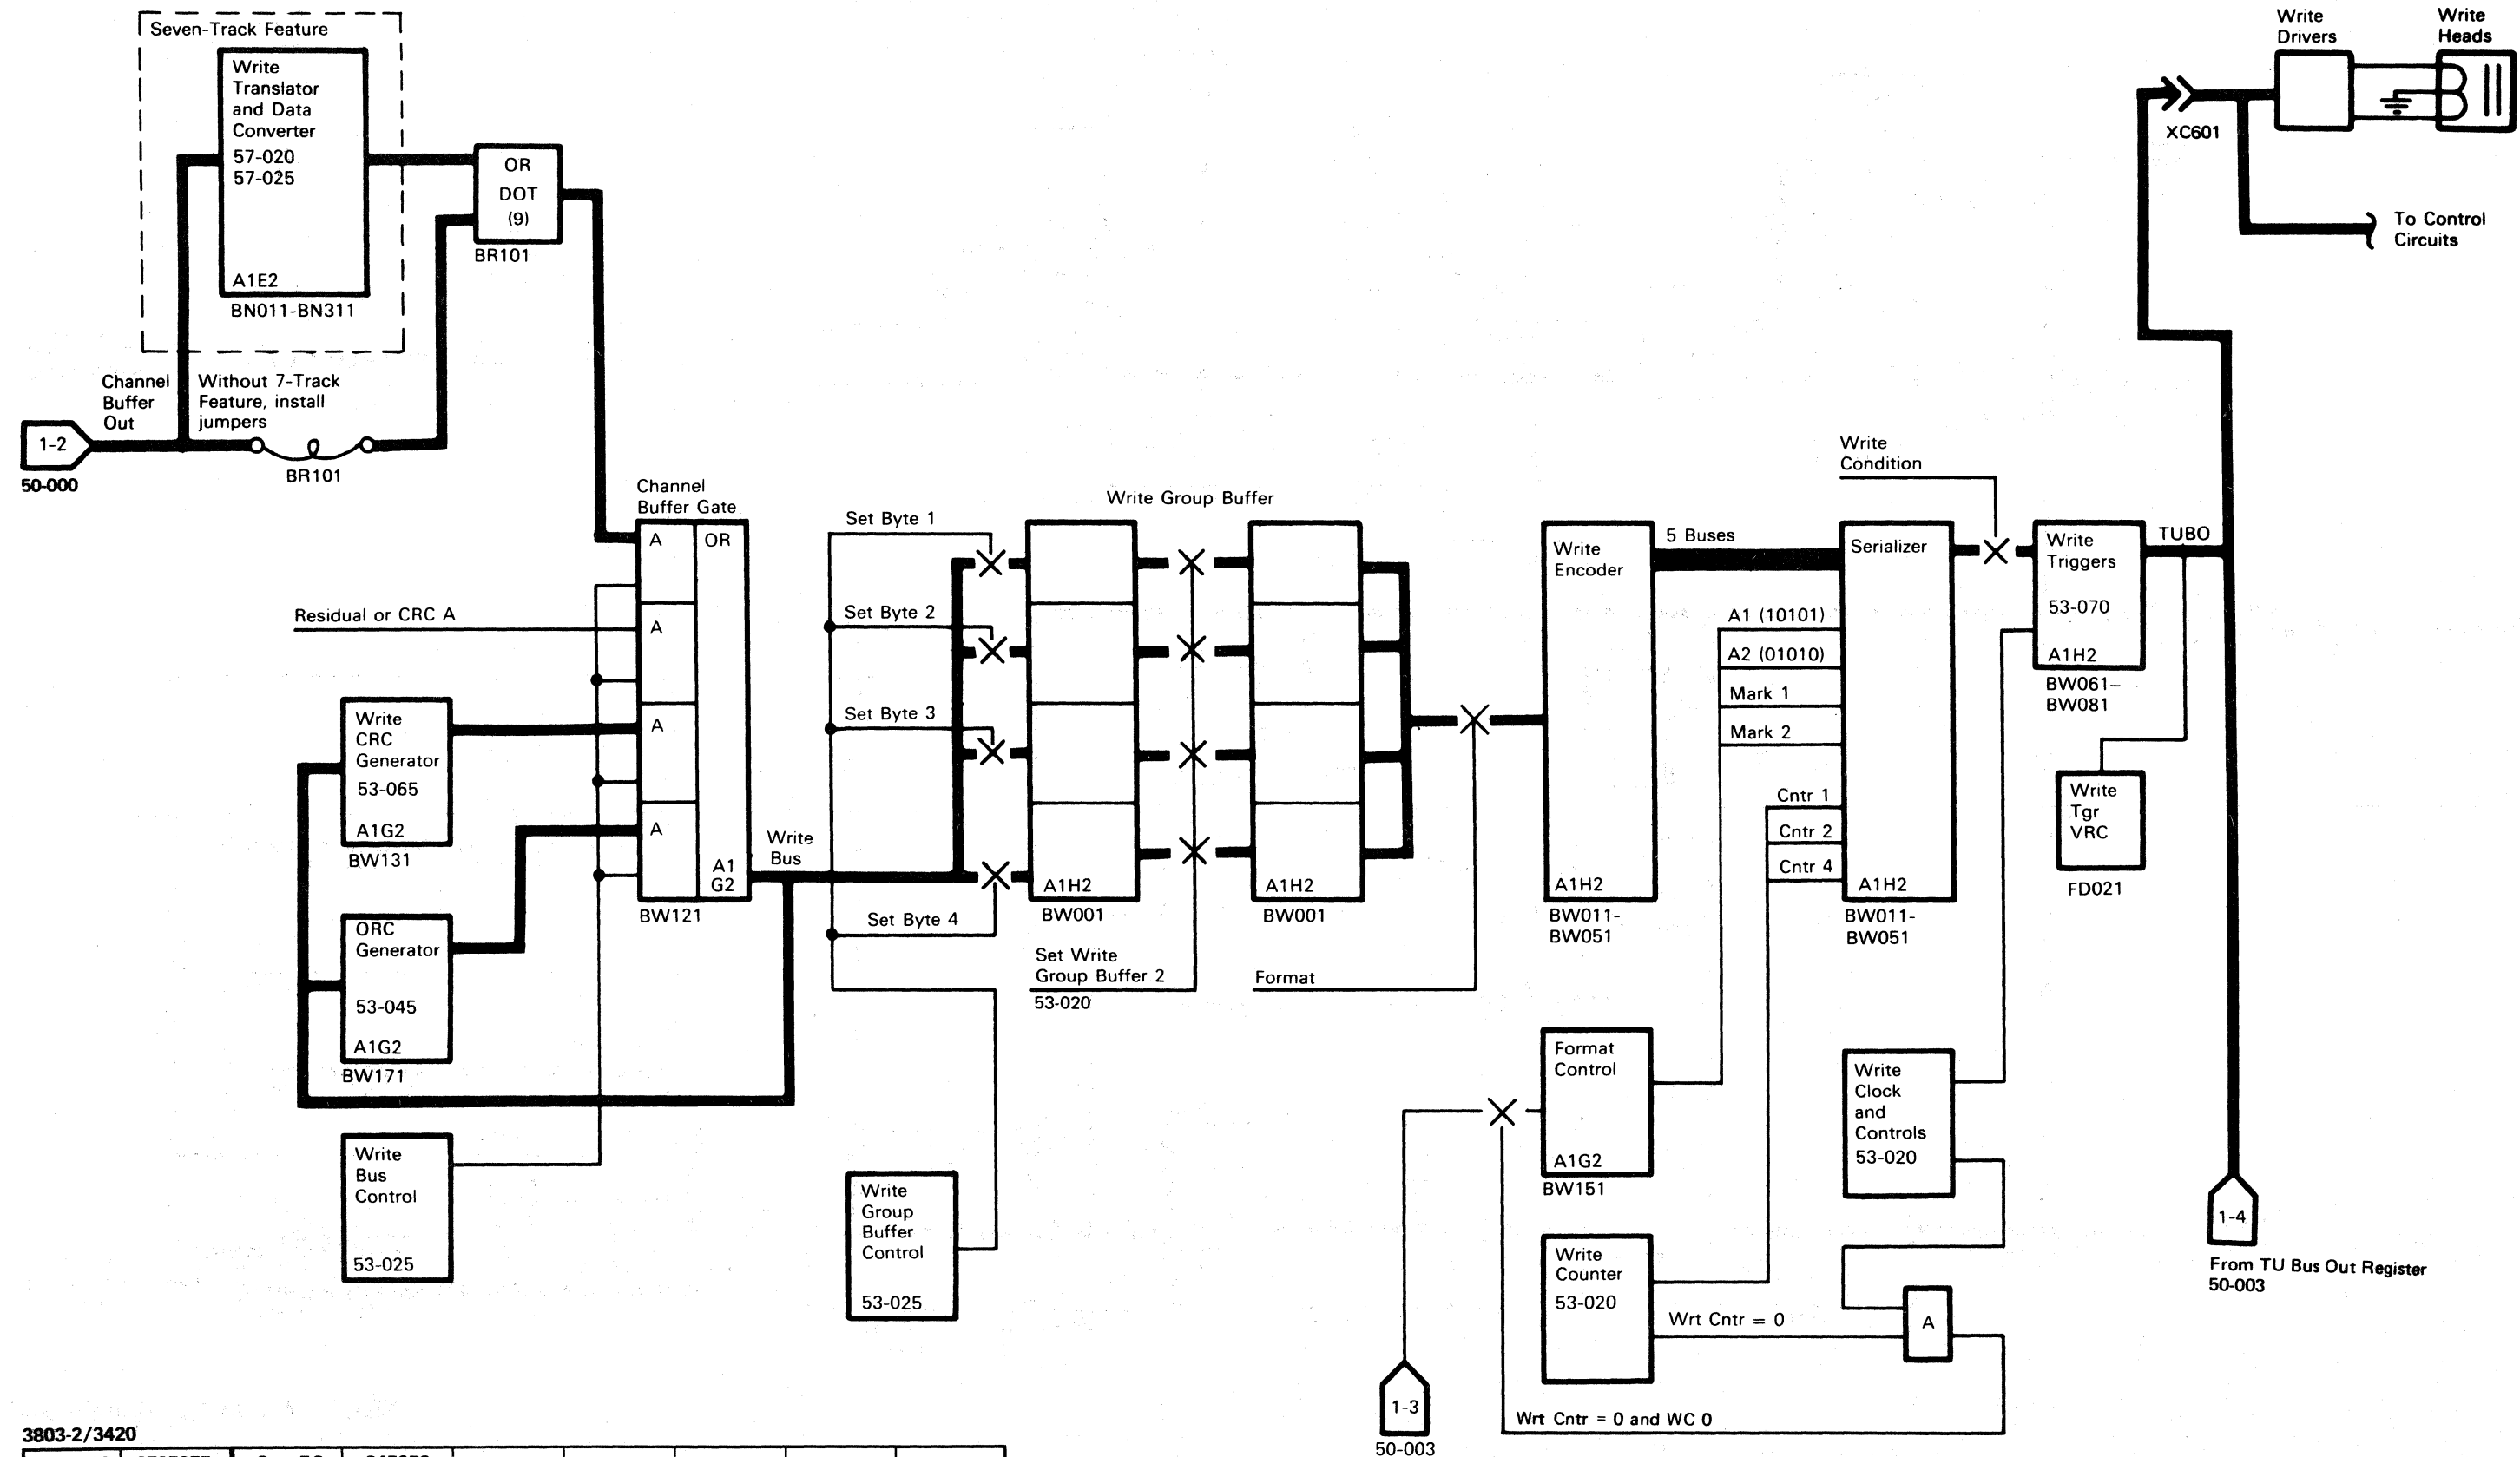 Seven-Track Feature
Write
Translator
and Data
Converter
57-020
57-025
A1E2
BN011-BN311
OR
DOT
(9)
BR101
Channel
Buffer
Out
Without 7-Track
Feature, install
jumpers
1-2
50-000
BR101
Channel
Buffer Gate
A
OR
A
A
A
A1
G2
BW121
Residual or CRC A
Write
CRC
Generator
53-065
A1G2
BW131
ORC
Generator
53-045
A1G2
BW171
Write
Bus
Control
53-025
Write
Bus
Set Byte 1
Set Byte 2
Set Byte 3
Set Byte 4
Write Group Buffer
A1H2
BW001
A1H2
BW001
Set Write
Group Buffer 2
53-020
Format
Write
Group
Buffer
Control
53-025
Write
Encoder
A1H2
BW011-
BW051
5 Buses
A1 (10101)
A2 (01010)
Mark 1
Mark 2
Cntr 1
Cntr 2
Cntr 4
Serializer
A1H2
BW011-
BW051
Write
Condition
Write
Triggers
53-070
A1H2
BW061–
BW081
TUBO
Write
Tgr
VRC
FD021
Format
Control
A1G2
BW151
Write
Clock
and
Controls
53-020
Write
Counter
53-020
Wrt Cntr = 0
A
Wrt Cntr = 0 and WC 0
1-3
50-003
1-4
From TU Bus Out Register
50-003
XC601
Write
Drivers
Write
Heads
To Control
Circuits
3803-2/3420